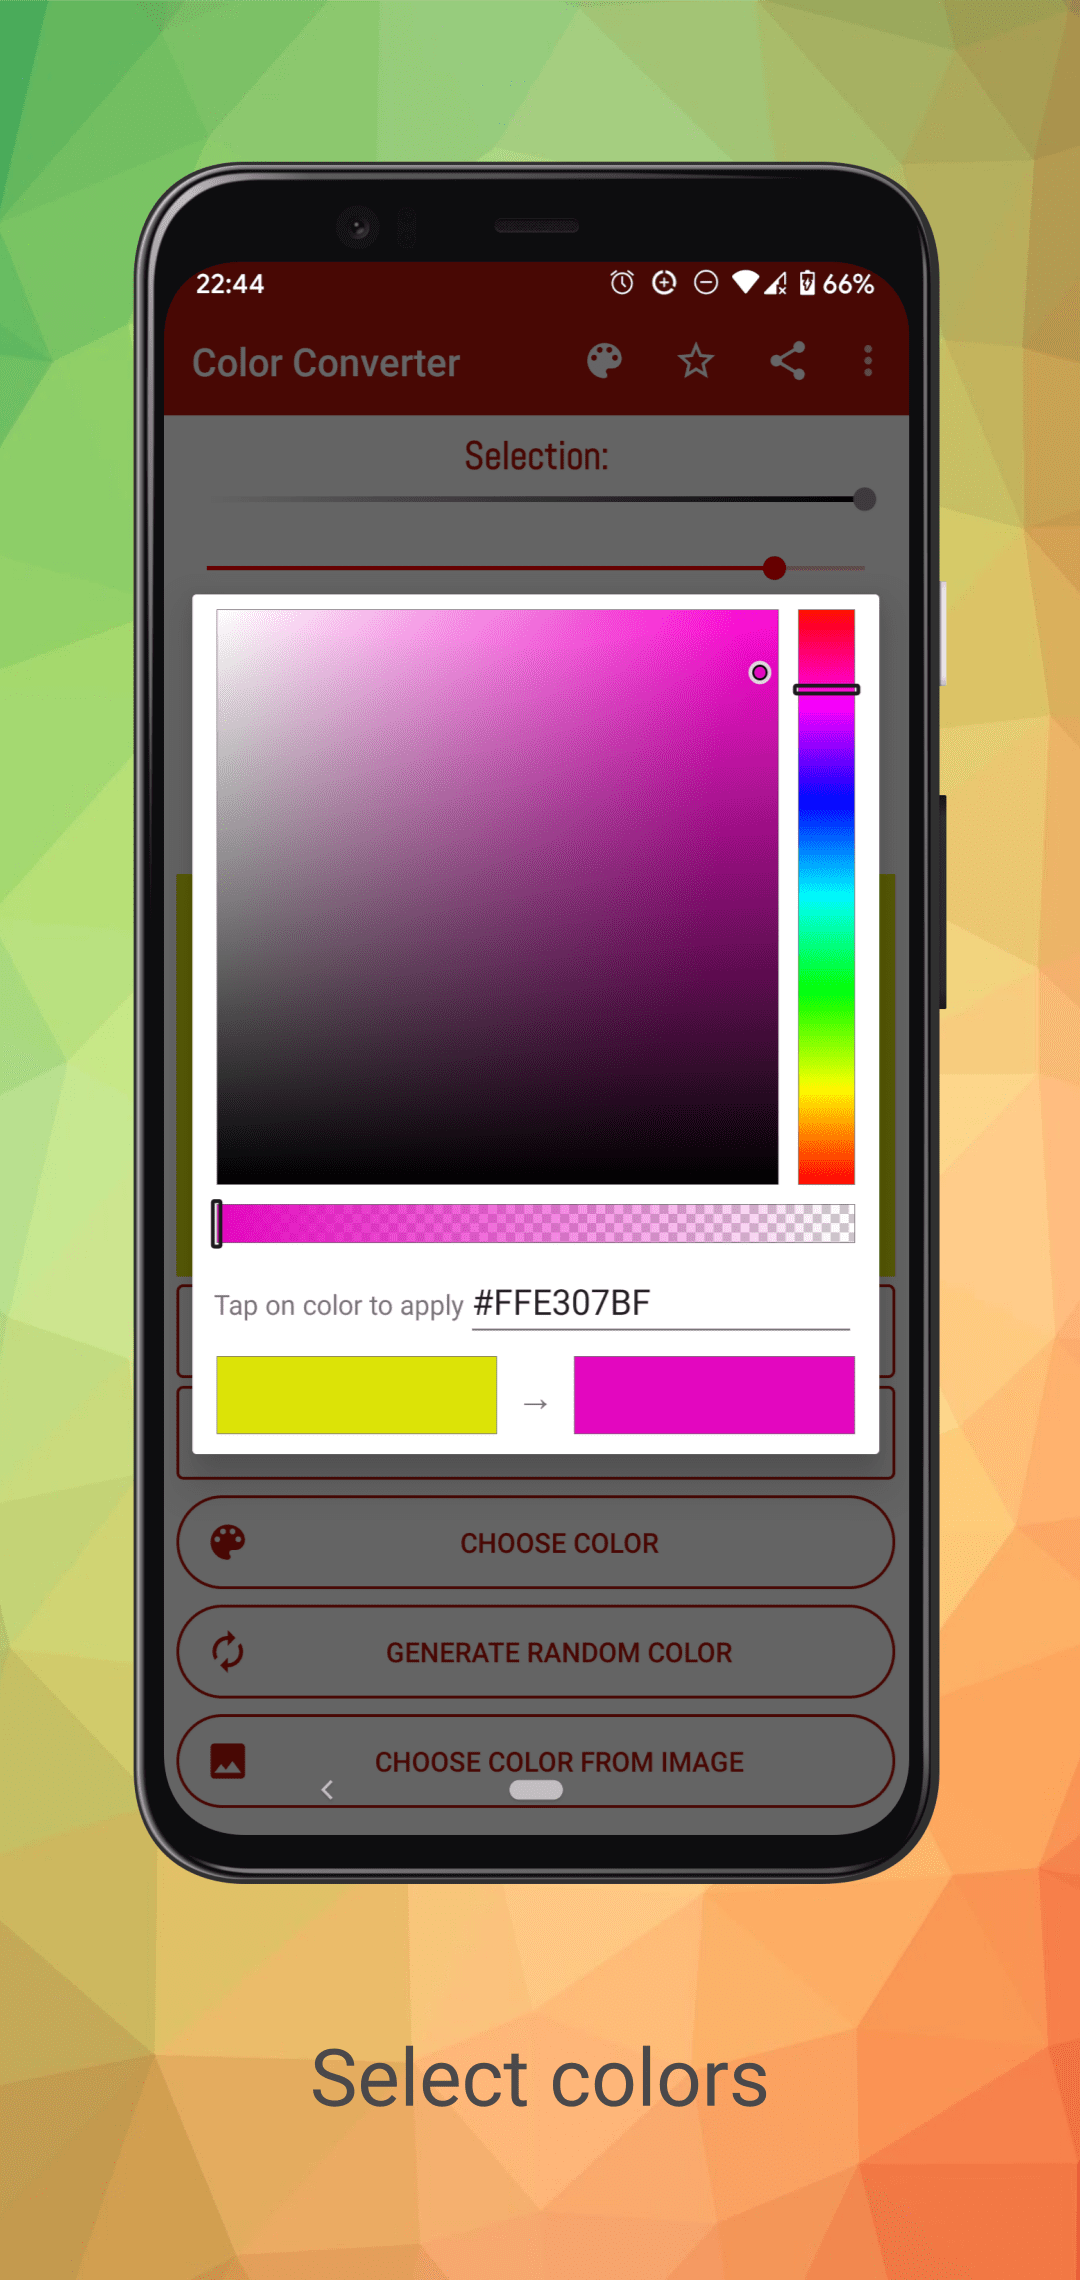 22:44 66%
Color Converter
Selection:
Tap on color to apply #FFE307BF
→
CHOOSE COLOR
GENERATE RANDOM COLOR
CHOOSE COLOR FROM IMAGE
Select colors